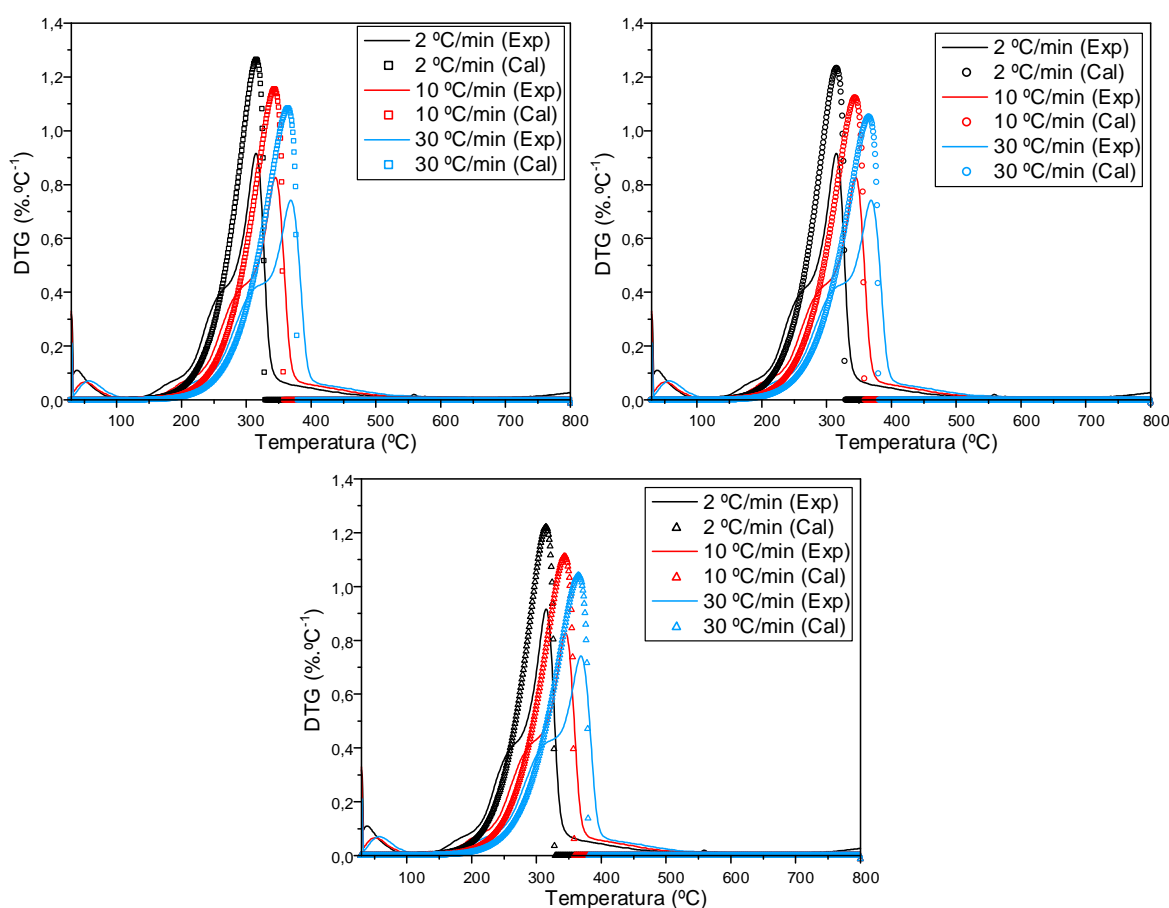 1,4
1,2
1,0
0,8
0,6
0,4
0,2
0,0
DTG (%.ºC⁻¹)
100 200 300 400 500 600 700 800
Temperatura (ºC)
2 ºC/min (Exp)
2 ºC/min (Cal)
10 ºC/min (Exp)
10 ºC/min (Cal)
30 ºC/min (Exp)
30 ºC/min (Cal)
1,4
1,2
1,0
0,8
0,6
0,4
0,2
0,0
DTG (%.ºC⁻¹)
100 200 300 400 500 600 700 800
Temperatura (ºC)
2 ºC/min (Exp)
2 ºC/min (Cal)
10 ºC/min (Exp)
10 ºC/min (Cal)
30 ºC/min (Exp)
30 ºC/min (Cal)
1,4
1,2
1,0
0,8
0,6
0,4
0,2
0,0
DTG (%.ºC⁻¹)
100 200 300 400 500 600 700 800
Temperatura (ºC)
2 ºC/min (Exp)
2 ºC/min (Cal)
10 ºC/min (Exp)
10 ºC/min (Cal)
30 ºC/min (Exp)
30 ºC/min (Cal)